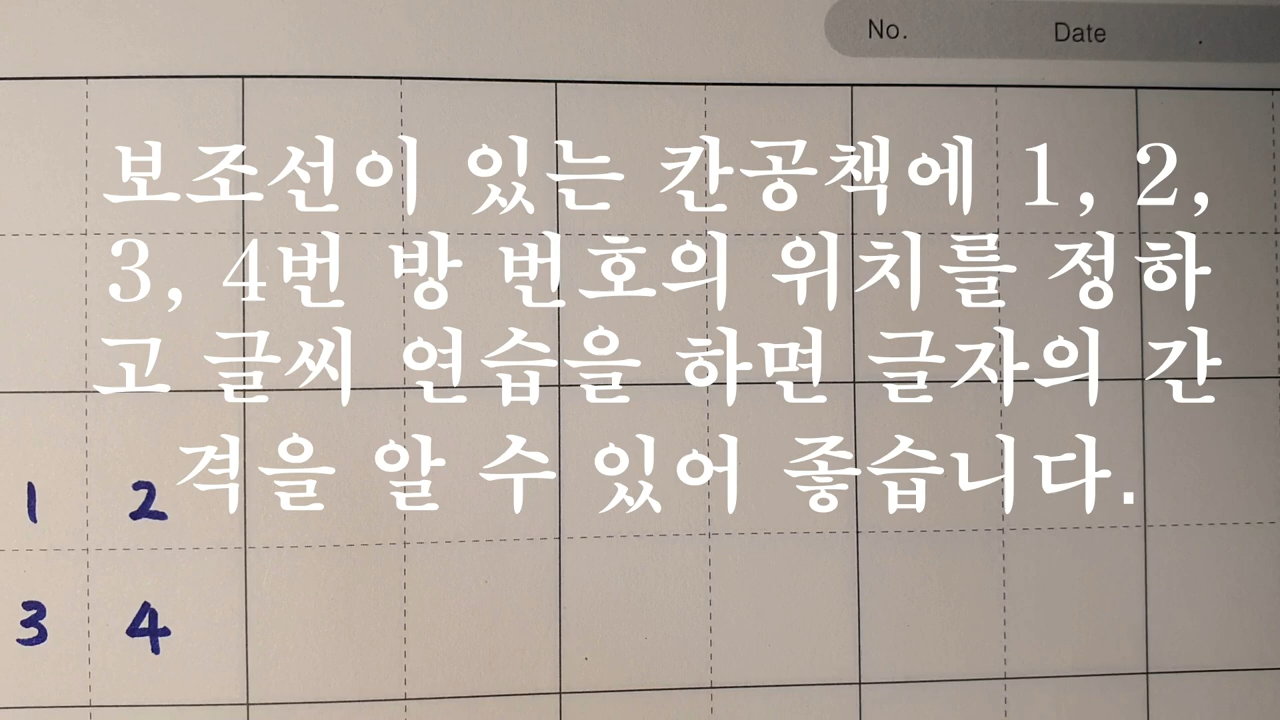 No. Date .
보조선이 있는 칸공책에 1, 2,
3, 4번 방 번호의 위치를 정하
고 글씨 연습을 하면 글자의 간
격을 알 수 있어 좋습니다.
1 2
3 4